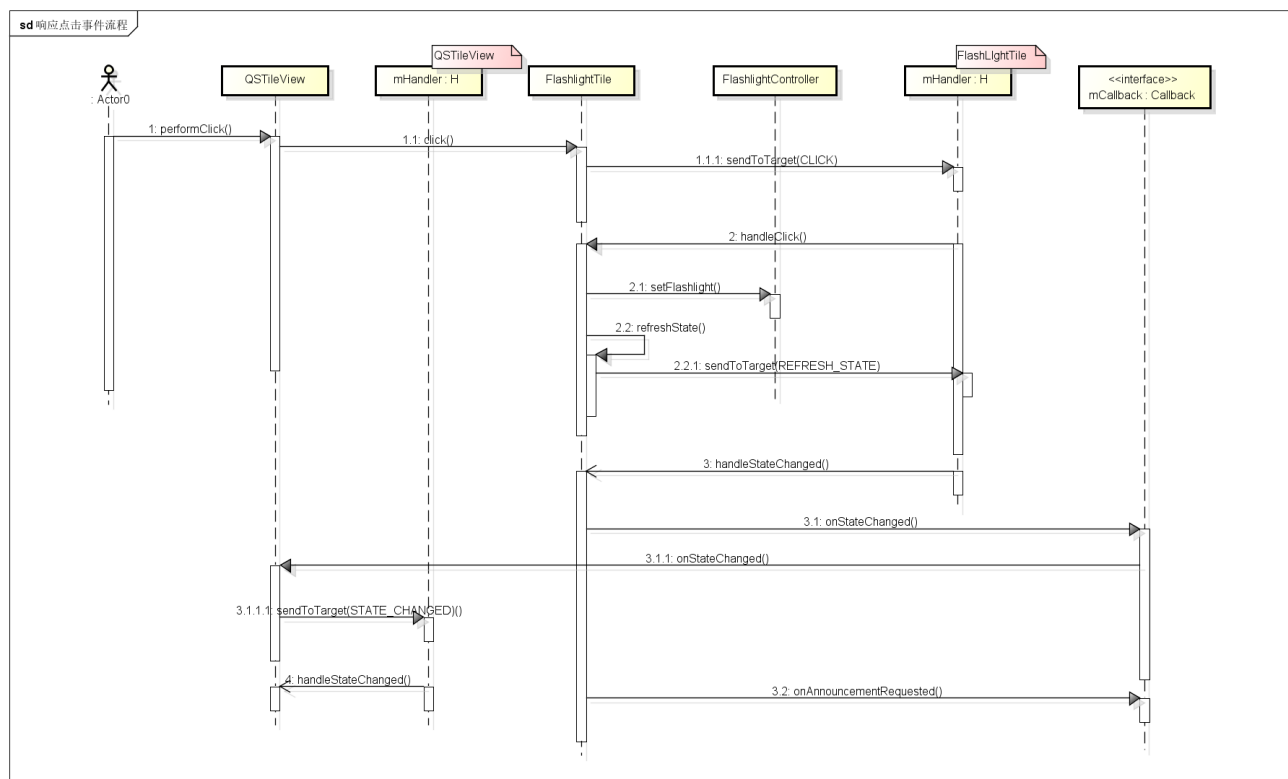 sd 响应点击事件流程
QSTileView
FlashLIghtTile
: Actor0
QSTileView
mHandler : H
FlashlightTile
FlashlightController
mHandler : H
<<interface>>
mCallback : Callback
1: performClick()
1.1: click()
1.1.1: sendToTarget(CLICK)
2: handleClick()
2.1: setFlashlight()
2.2: refreshState()
2.2.1: sendToTarget(REFRESH_STATE)
3: handleStateChanged()
3.1: onStateChanged()
3.1.1: onStateChanged()
3.1.1.1: sendToTarget(STATE_CHANGED)()
4: handleStateChanged()
3.2: onAnnouncementRequested()